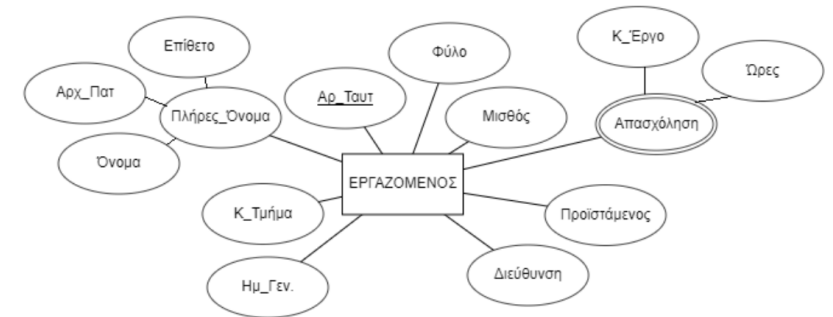 Επίθετο
Φύλο
Κ_Έργο
Ώρες
Αρχ_Πατ
Πλήρες_Όνομα
Αρ_Ταυτ
Μισθός
Απασχόληση
Όνομα
ΕΡΓΑΖΟΜΕΝΟΣ
Κ_Τμήμα
Προϊστάμενος
Ημ_Γεν.
Διεύθυνση